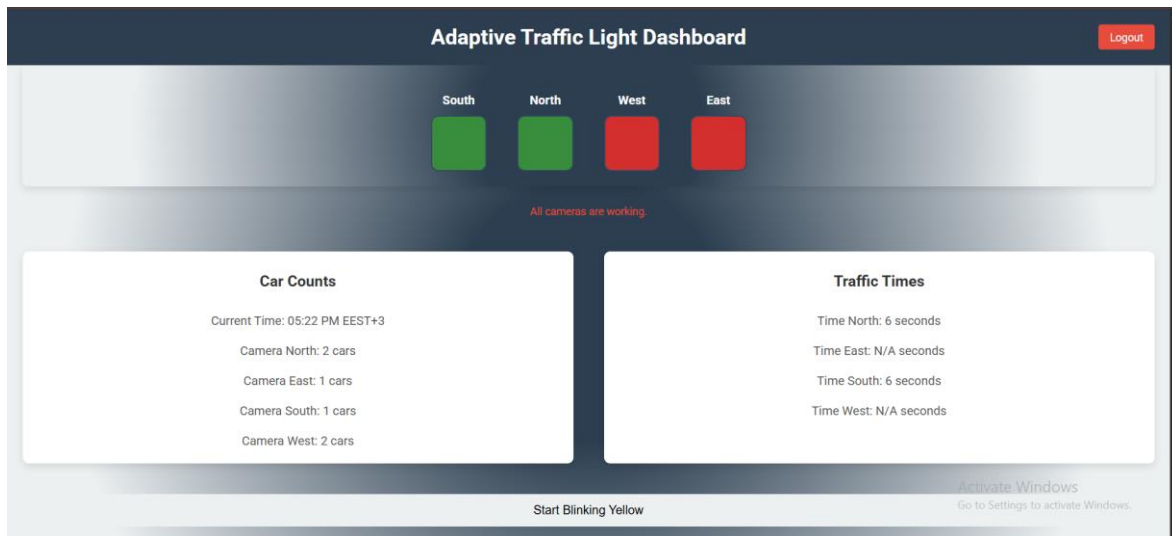 Adaptive Traffic Light Dashboard
Logout
South North West East
All cameras are working.
Car Counts
Current Time: 05:22 PM EEST+3
Camera North: 2 cars
Camera East: 1 cars
Camera South: 1 cars
Camera West: 2 cars
Traffic Times
Time North: 6 seconds
Time East: N/A seconds
Time South: 6 seconds
Time West: N/A seconds
Start Blinking Yellow
Activate Windows
Go to Settings to activate Windows.